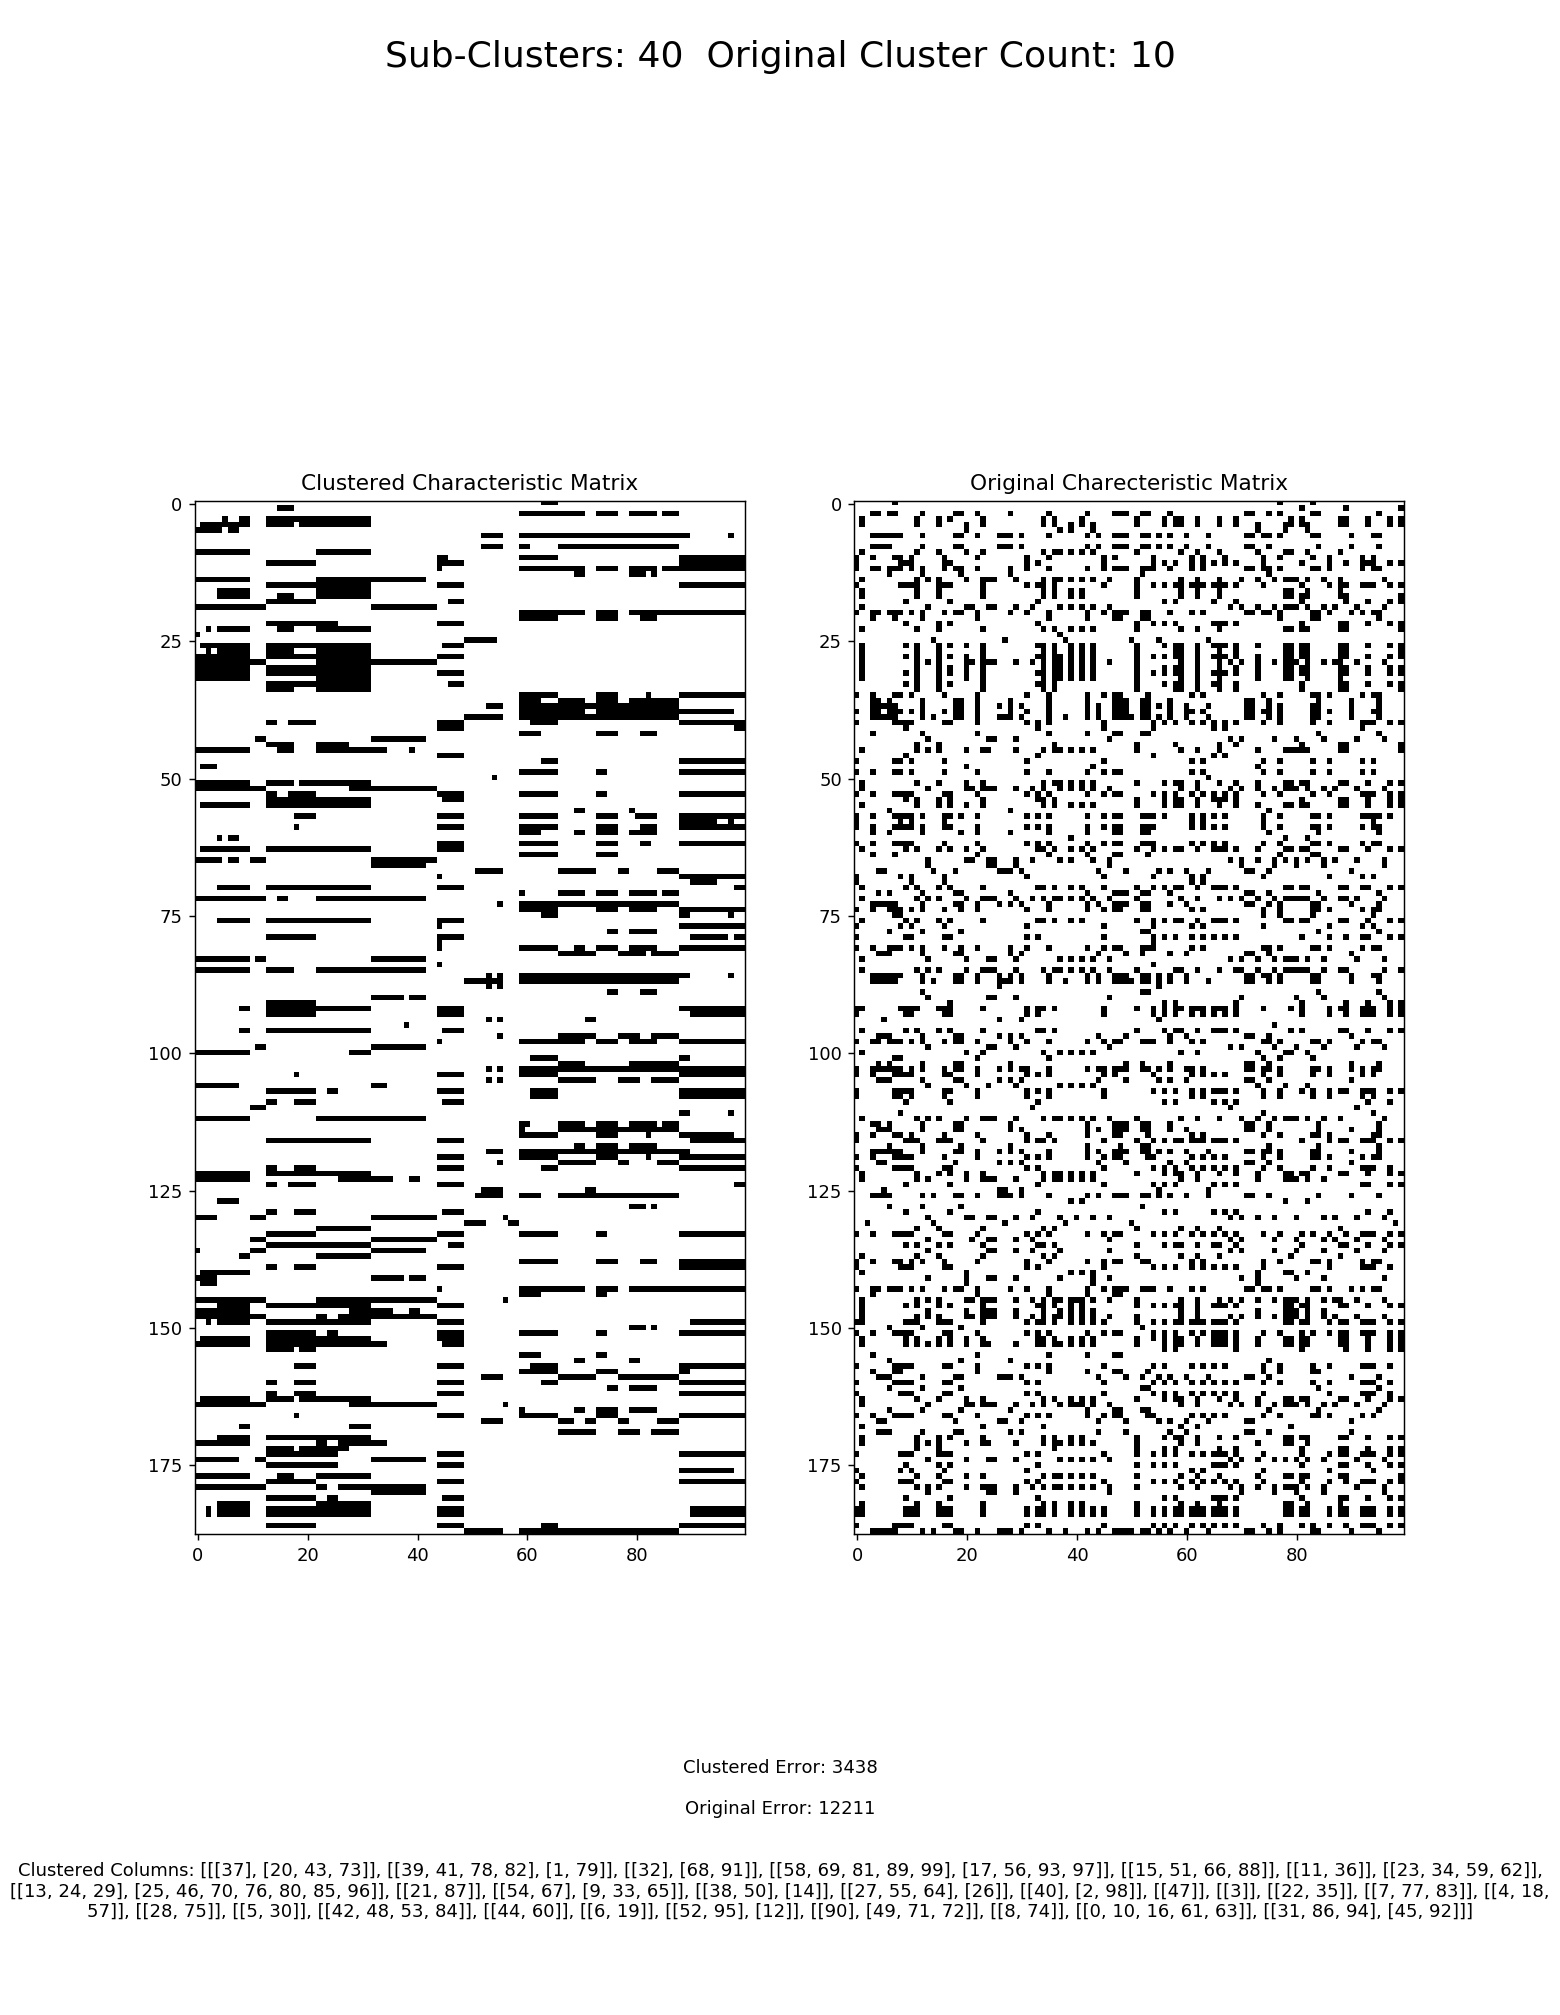 Sub-Clusters: 40  Original Cluster Count: 10
Clustered Characteristic Matrix
0
25
50
75
100
125
150
175
0 20 40 60 80
Original Charecteristic Matrix
0
25
50
75
100
125
150
175
0 20 40 60 80
Clustered Error: 3438
Original Error: 12211
Clustered Columns: [[[37], [20, 43, 73]], [[39, 41, 78, 82], [1, 79]], [[32], [68, 91]], [[58, 69, 81, 89, 99], [17, 56, 93, 97]], [[15, 51, 66, 88]], [[11, 36]], [[23, 34, 59, 62]],
[[13, 24, 29], [25, 46, 70, 76, 80, 85, 96]], [[21, 87]], [[54, 67], [9, 33, 65]], [[38, 50], [14]], [[27, 55, 64], [26]], [[40], [2, 98]], [[47]], [[3]], [[22, 35]], [[7, 77, 83]], [[4, 18,
57]], [[28, 75]], [[5, 30]], [[42, 48, 53, 84]], [[44, 60]], [[6, 19]], [[52, 95], [12]], [[90], [49, 71, 72]], [[8, 74]], [[0, 10, 16, 61, 63]], [[31, 86, 94], [45, 92]]]